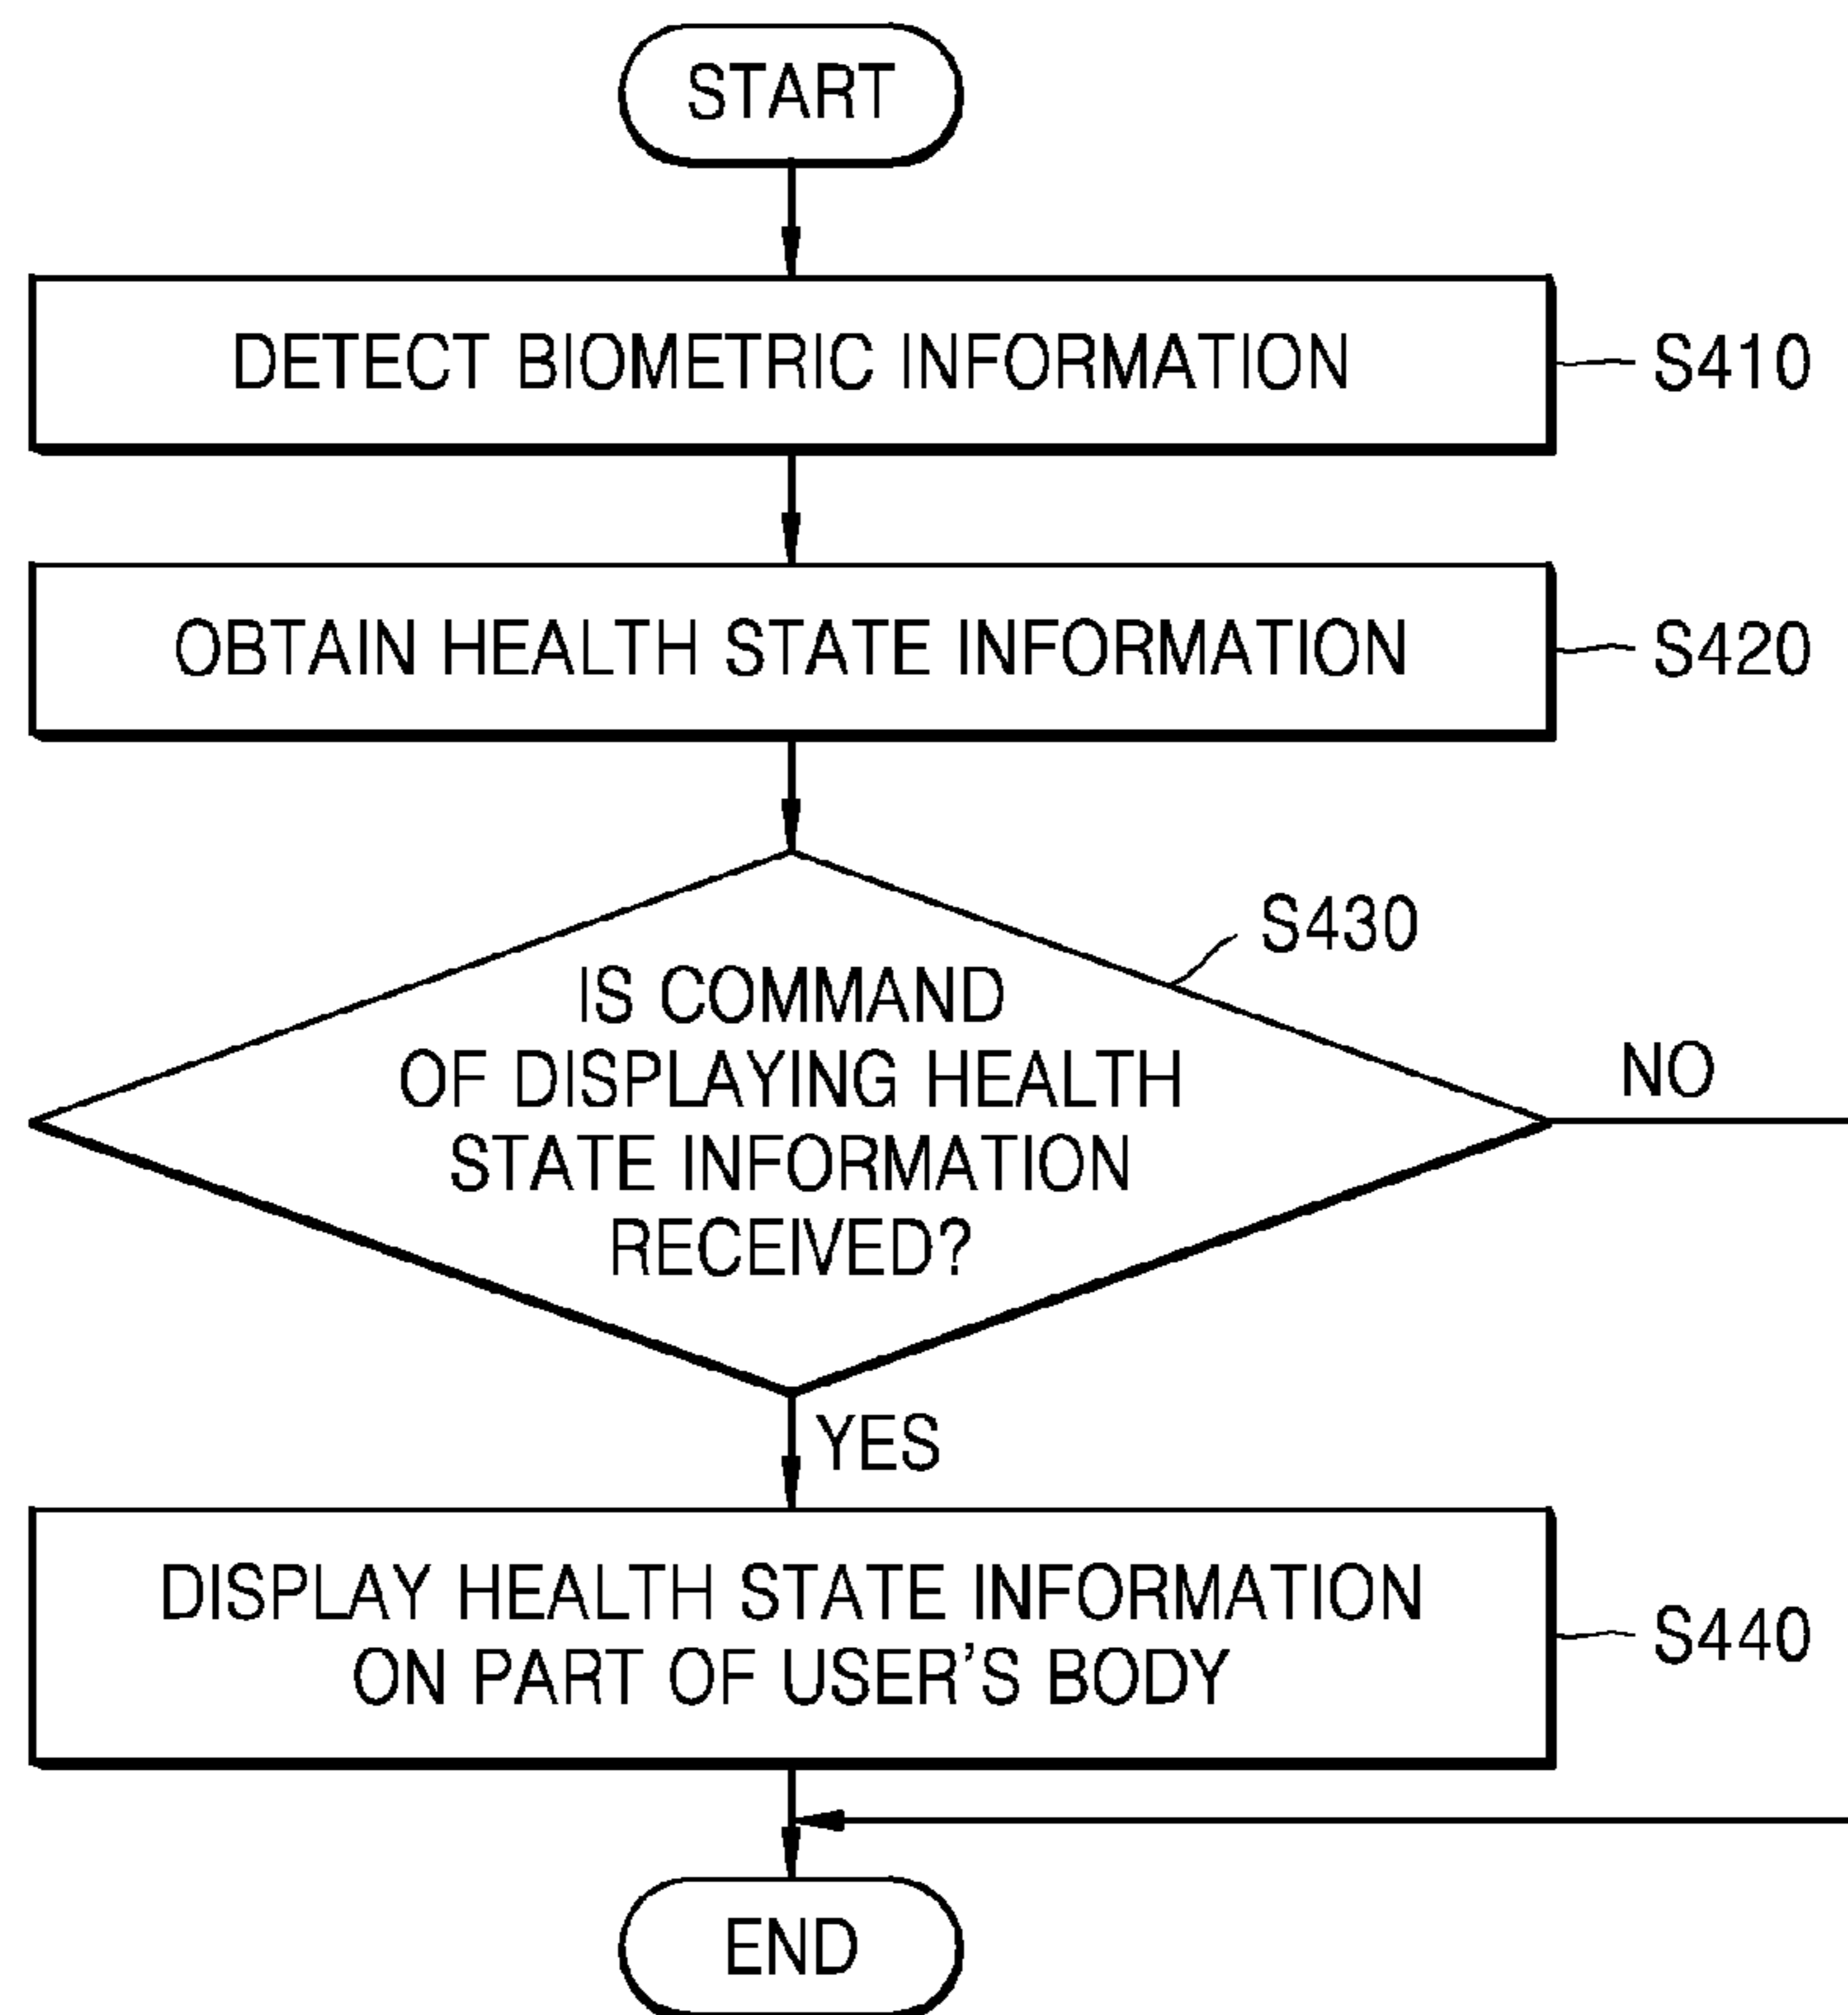 START
DETECT BIOMETRIC INFORMATION
S410
OBTAIN HEALTH STATE INFORMATION
S420
S430
IS COMMAND
OF DISPLAYING HEALTH
STATE INFORMATION
RECEIVED?
NO
YES
DISPLAY HEALTH STATE INFORMATION
ON PART OF USER'S BODY
S440
END